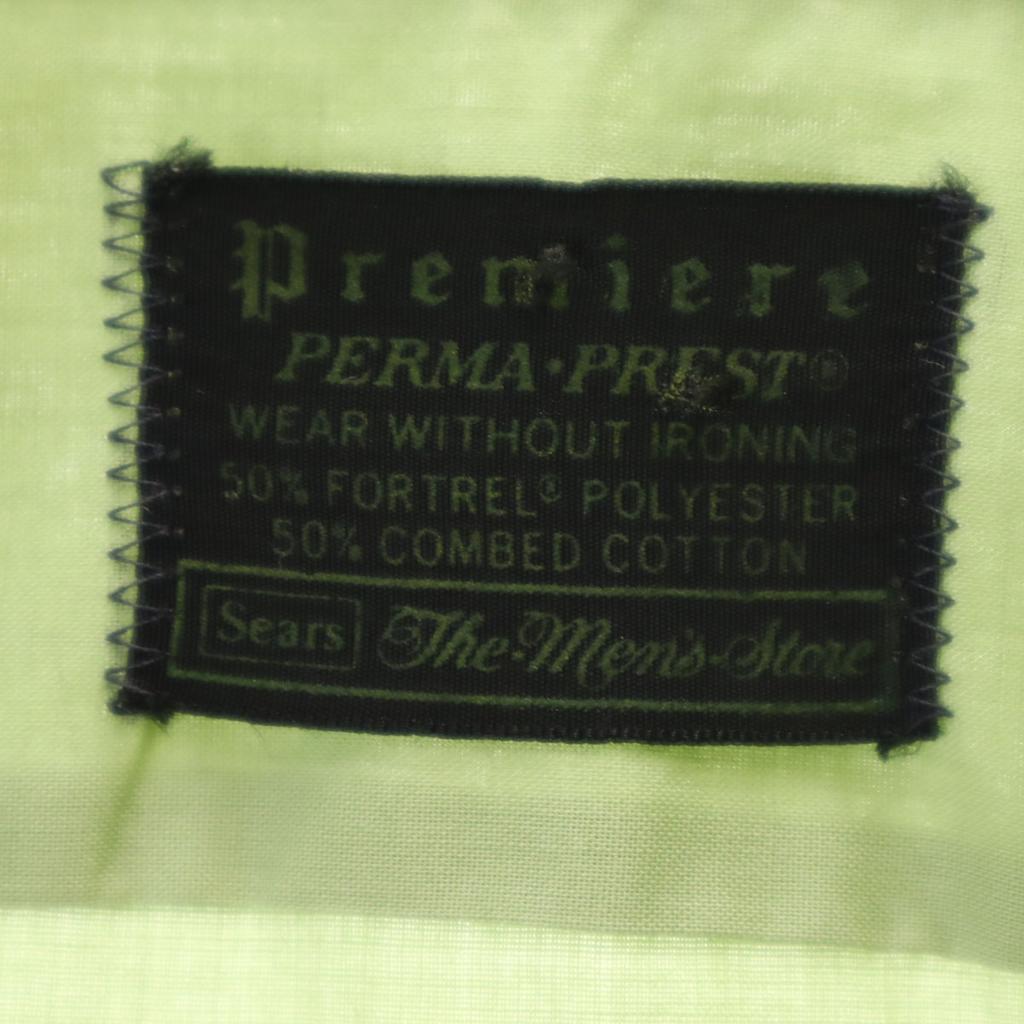 Premiere
PERMA·PREST®
WEAR WITHOUT IRONING
50% FORTREL® POLYESTER
50% COMBED COTTON
Sears The-Men's-Store